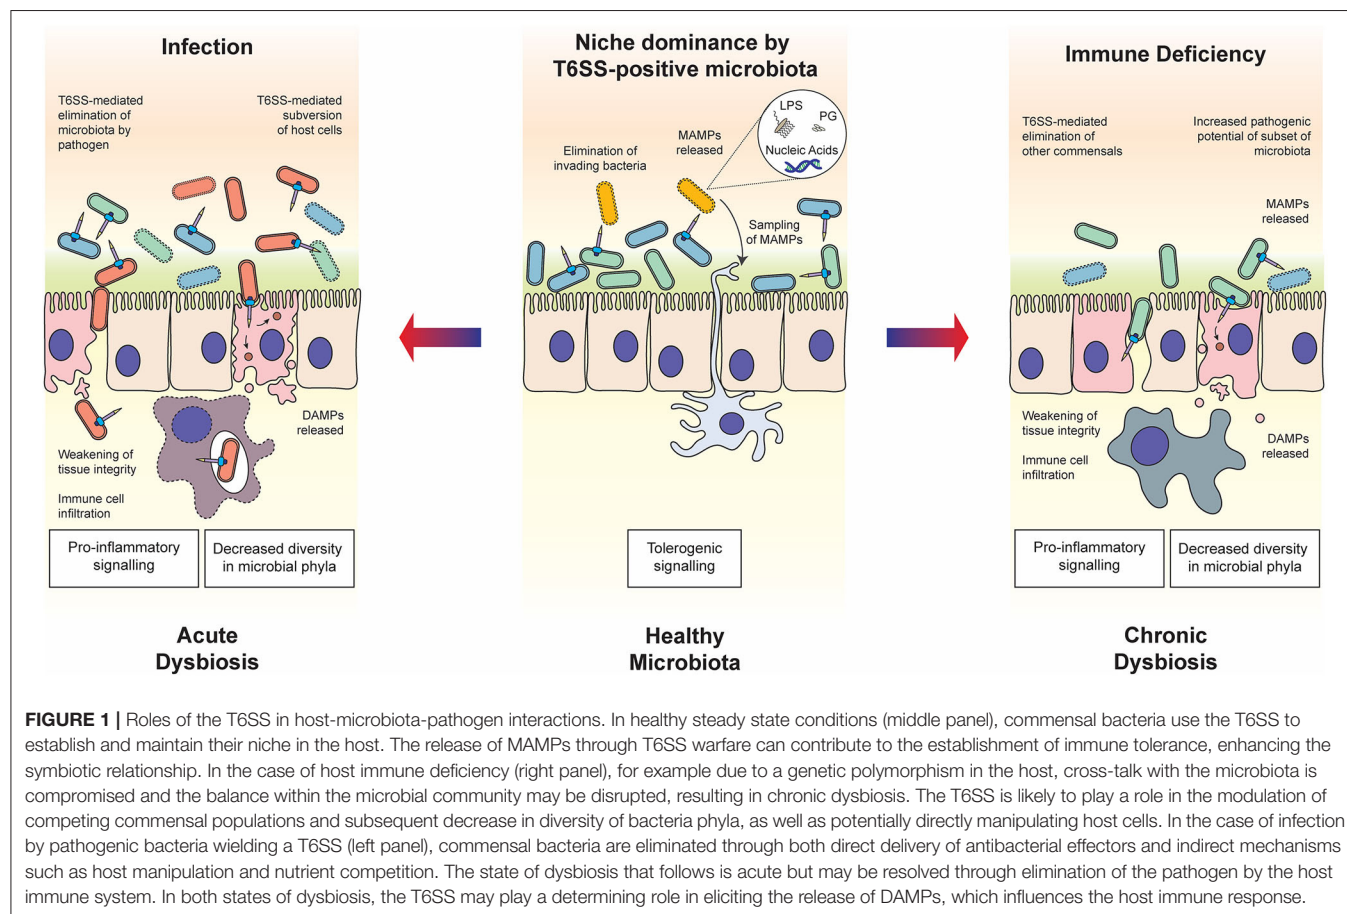 Infection
T6SS-mediated
elimination of
microbiota by
pathogen
T6SS-mediated
subversion
of host cells
DAMPs
released
Weakening of
tissue integrity
Immune cell
infiltration
Pro-inflammatory
signalling
Decreased diversity
in microbial phyla
Acute
Dysbiosis
Niche dominance by
T6SS-positive microbiota
Elimination of
invading bacteria
MAMPs
released
LPS
PG
Nucleic Acids
Sampling
of MAMPs
Tolerogenic
signalling
Healthy
Microbiota
Immune Deficiency
T6SS-mediated
elimination of
other commensals
Increased pathogenic
potential of subset of
microbiota
MAMPs
released
Weakening of
tissue integrity
Immune cell
infiltration
DAMPs
released
Pro-inflammatory
signalling
Decreased diversity
in microbial phyla
Chronic
Dysbiosis
FIGURE 1 | Roles of the T6SS in host-microbiota-pathogen interactions. In healthy steady state conditions (middle panel), commensal bacteria use the T6SS to
establish and maintain their niche in the host. The release of MAMPs through T6SS warfare can contribute to the establishment of immune tolerance, enhancing the
symbiotic relationship. In the case of host immune deficiency (right panel), for example due to a genetic polymorphism in the host, cross-talk with the microbiota is
compromised and the balance within the microbial community may be disrupted, resulting in chronic dysbiosis. The T6SS is likely to play a role in the modulation of
competing commensal populations and subsequent decrease in diversity of bacteria phyla, as well as potentially directly manipulating host cells. In the case of infection
by pathogenic bacteria wielding a T6SS (left panel), commensal bacteria are eliminated through both direct delivery of antibacterial effectors and indirect mechanisms
such as host manipulation and nutrient competition. The state of dysbiosis that follows is acute but may be resolved through elimination of the pathogen by the host
immune system. In both states of dysbiosis, the T6SS may play a determining role in eliciting the release of DAMPs, which influences the host immune response.